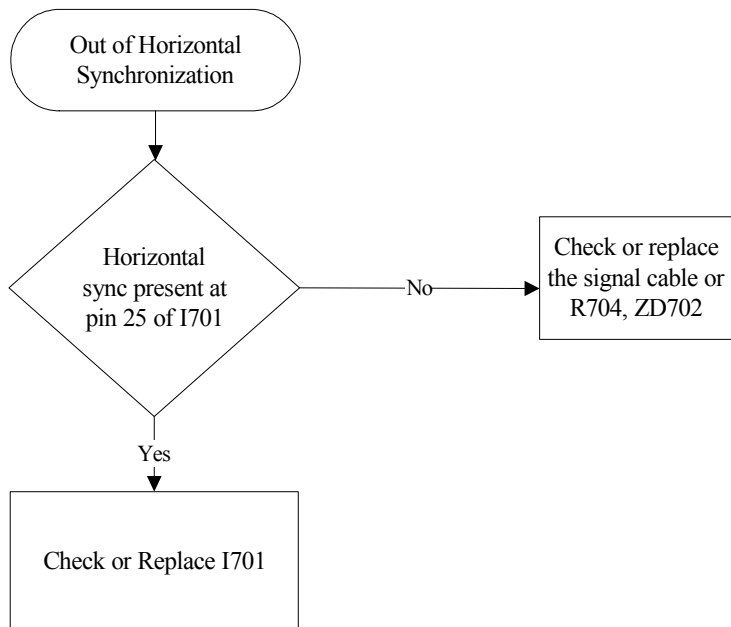 Out of Horizontal
Synchronization
Horizontal
sync present at
pin 25 of I701
No
Check or replace
the signal cable or
R704, ZD702
Yes
Check or Replace I701